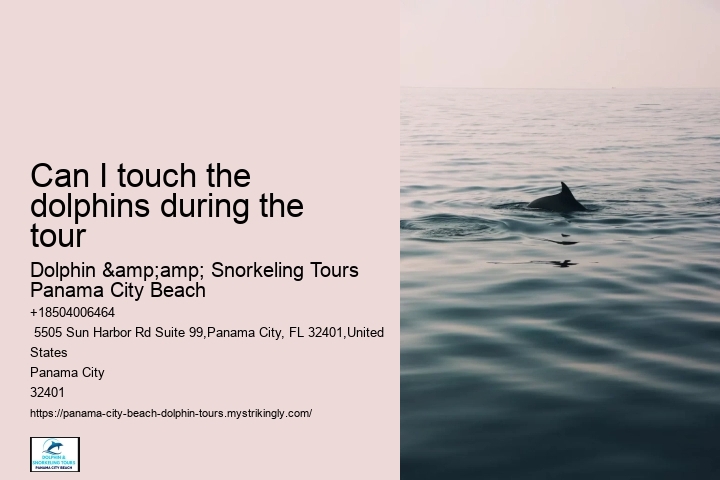 Can I touch the
dolphins during the
tour
Dolphin &amp;amp; Snorkeling Tours
Panama City Beach
+18504006464
5505 Sun Harbor Rd Suite 99,Panama City, FL 32401,United
States
Panama City
32401
https://panama-city-beach-dolphin-tours.mystrikingly.com/
DOLPHIN &
SNORKELING TOURS
PANAMA CITY BEACH